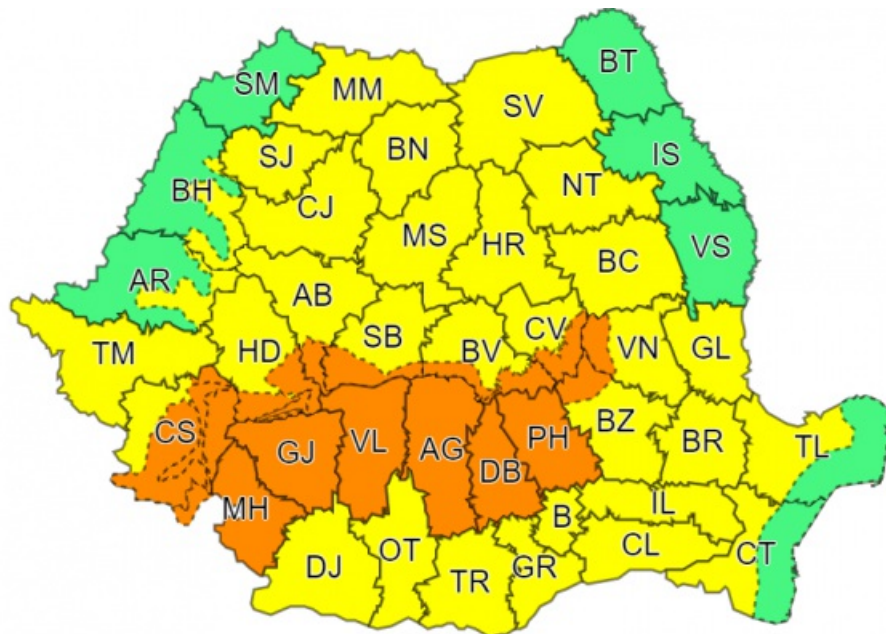 BT
SM
MM
SV
SJ
BN
IS
BH
CJ
NT
MS
HR
VS
BC
AR
AB
SB
CV
TM
HD
BV
VN
GL
CS
GJ
VL
AG
DB
PH
BZ
BR
TL
MH
B
IL
DJ
OT
TR
GR
CL
CT